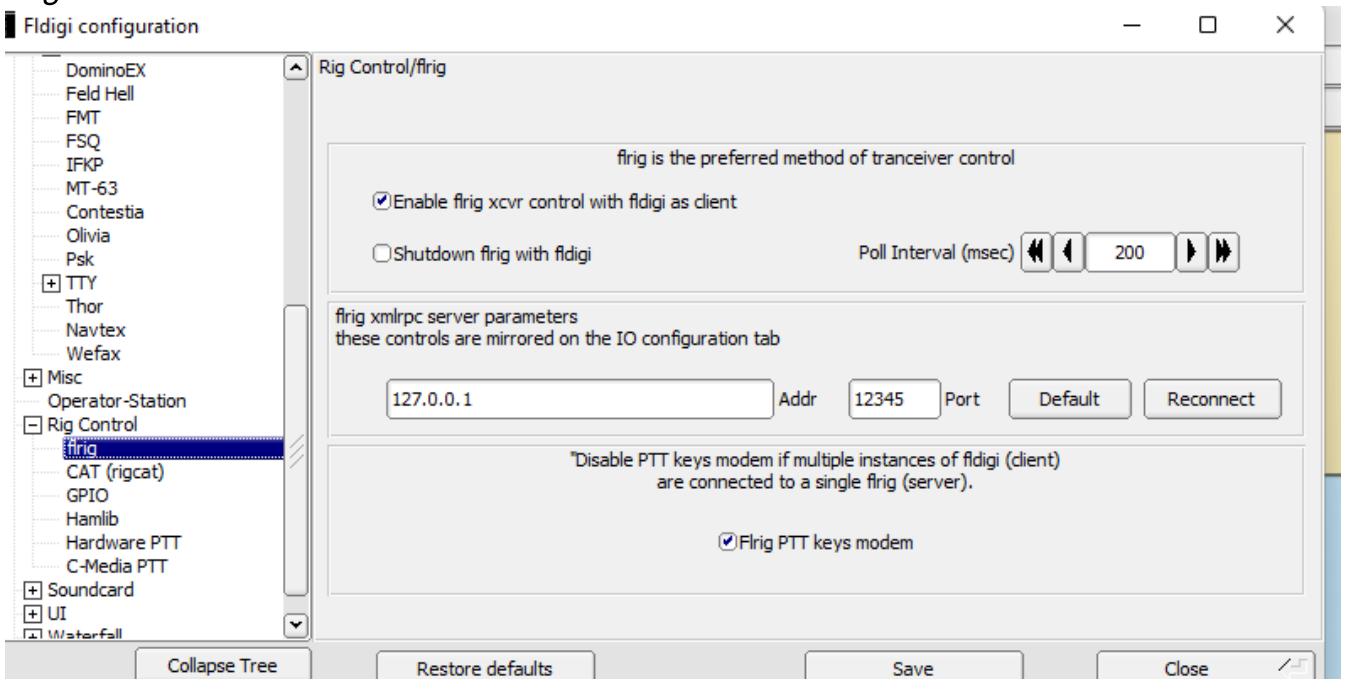 Fldigi configuration
DominoEX
Feld Hell
FMT
FSQ
IFKP
MT-63
Contestia
Olivia
Psk
TTY
Thor
Navtex
Wefax
Misc
Operator-Station
Rig Control
flrig
CAT (rigcat)
GPIO
Hamlib
Hardware PTT
C-Media PTT
Soundcard
UI
Waterfall
Collapse Tree
Rig Control/flrig
flrig is the preferred method of tranceiver control
Enable flrig xcvr control with fldigi as client
Shutdown flrig with fldigi Poll Interval (msec) 200
flrig xmlrpc server parameters
these controls are mirrored on the IO configuration tab
127.0.0.1 Addr 12345 Port Default Reconnect
"Disable PTT keys modem if multiple instances of fldigi (client)
are connected to a single flrig (server).
Flrig PTT keys modem
Restore defaults Save Close